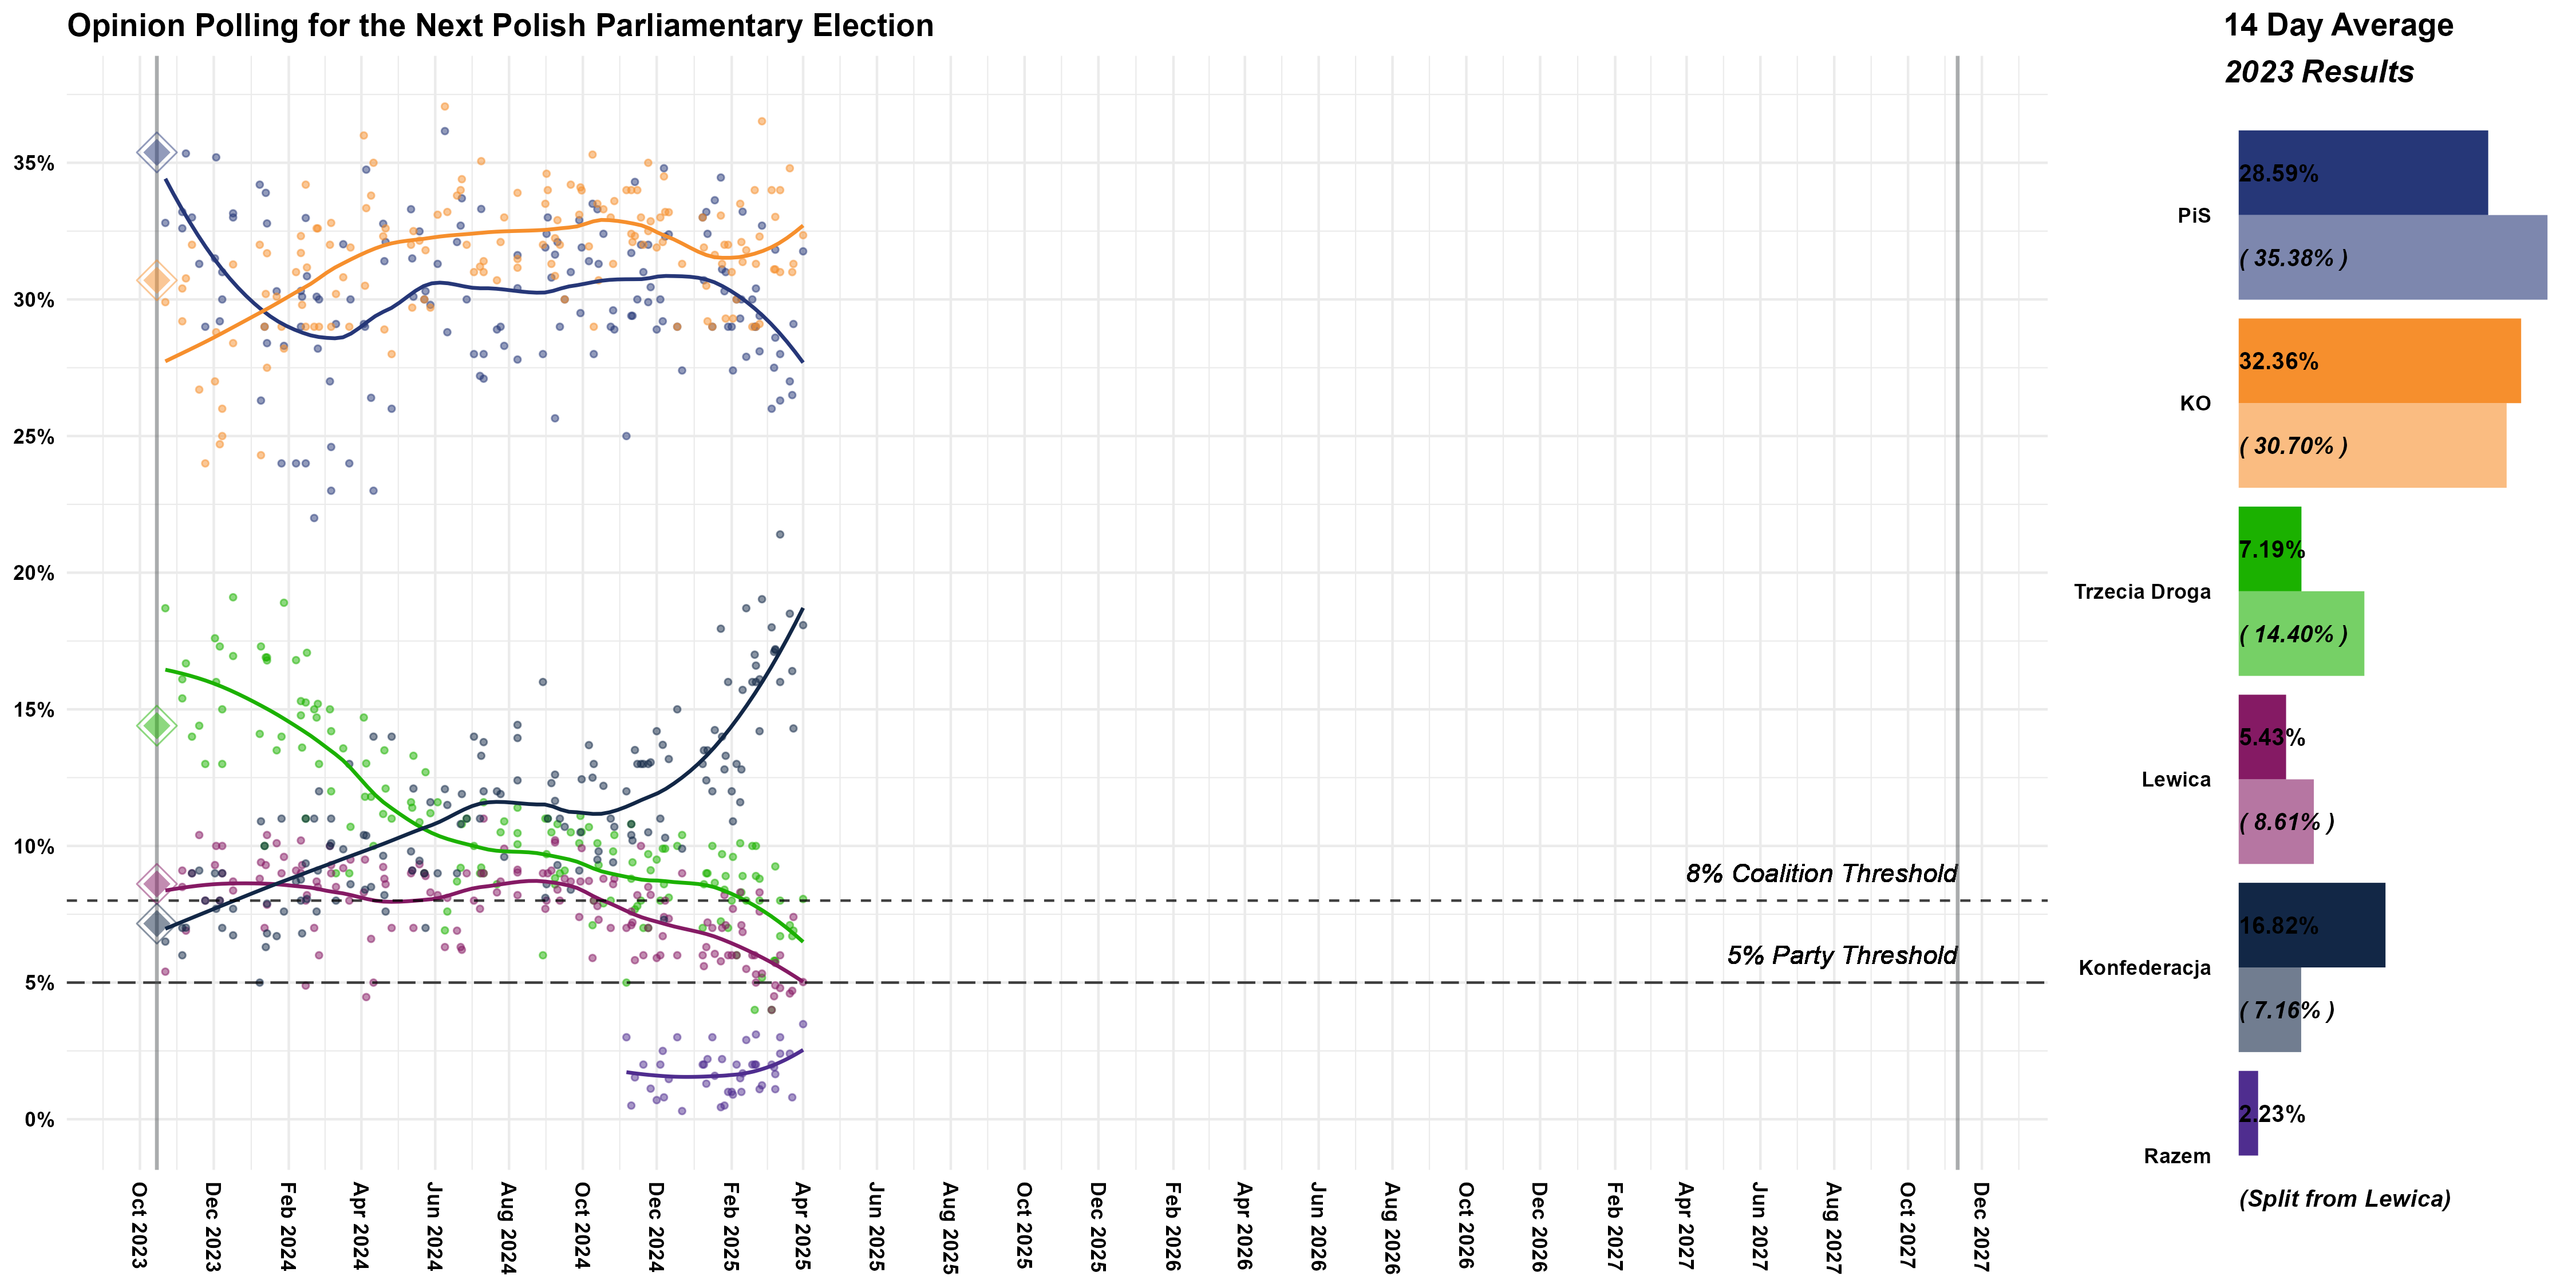 Opinion Polling for the Next Polish Parliamentary Election
14 Day Average
2023 Results
35%
30%
25%
20%
15%
10%
5%
0%
8% Coalition Threshold
5% Party Threshold
Oct 2023
Dec 2023
Feb 2024
Apr 2024
Jun 2024
Aug 2024
Oct 2024
Dec 2024
Feb 2025
Apr 2025
Jun 2025
Aug 2025
Oct 2025
Dec 2025
Feb 2026
Apr 2026
Jun 2026
Aug 2026
Oct 2026
Dec 2026
Feb 2027
Apr 2027
Jun 2027
Aug 2027
Oct 2027
Dec 2027
PiS
28.59%
( 35.38% )
KO
32.36%
( 30.70% )
Trzecia Droga
7.19%
( 14.40% )
Lewica
5.43%
( 8.61% )
Konfederacja
16.82%
( 7.16% )
Razem
2.23%
(Split from Lewica)